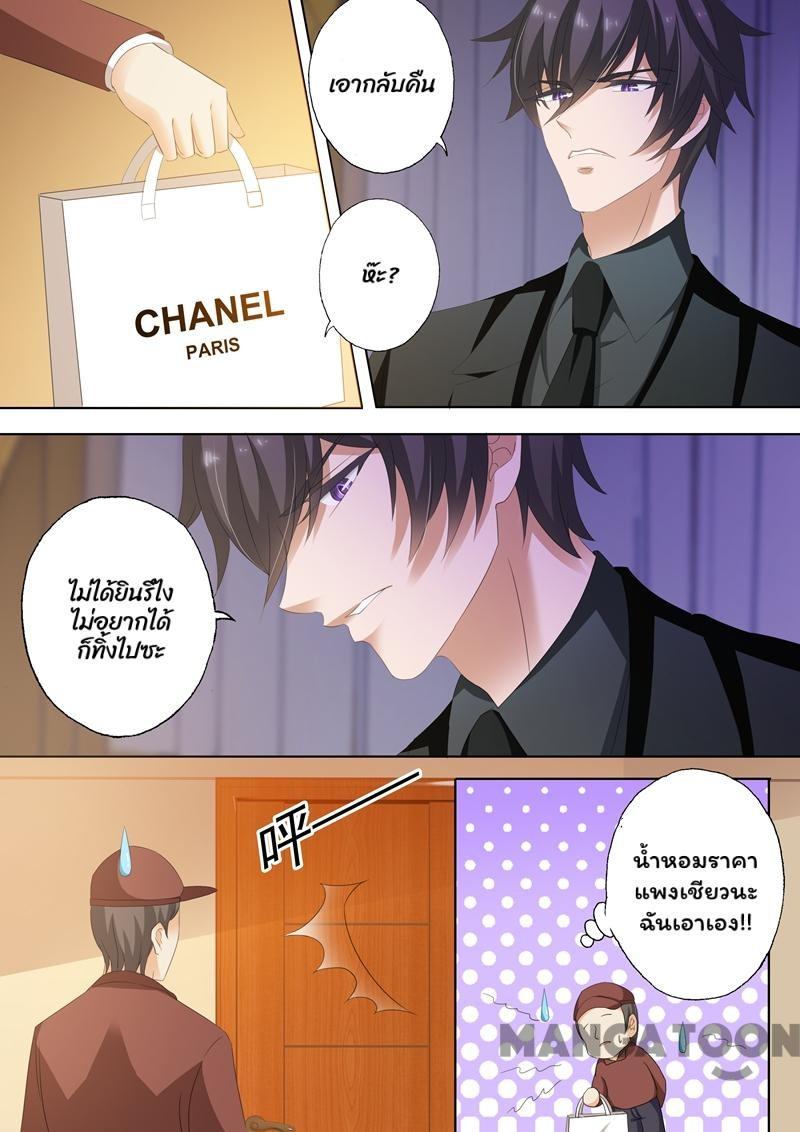 เอากลับคืน
CHANEL
PARIS
ห๊ะ?
ไม่ได้ยินรึไง
ไม่อยากได้
ก็ทิ้งไปซะ
呯
น้ำหอมราคา
แพงเชียวนะ
ฉันเอาเอง!!
MANGATOON